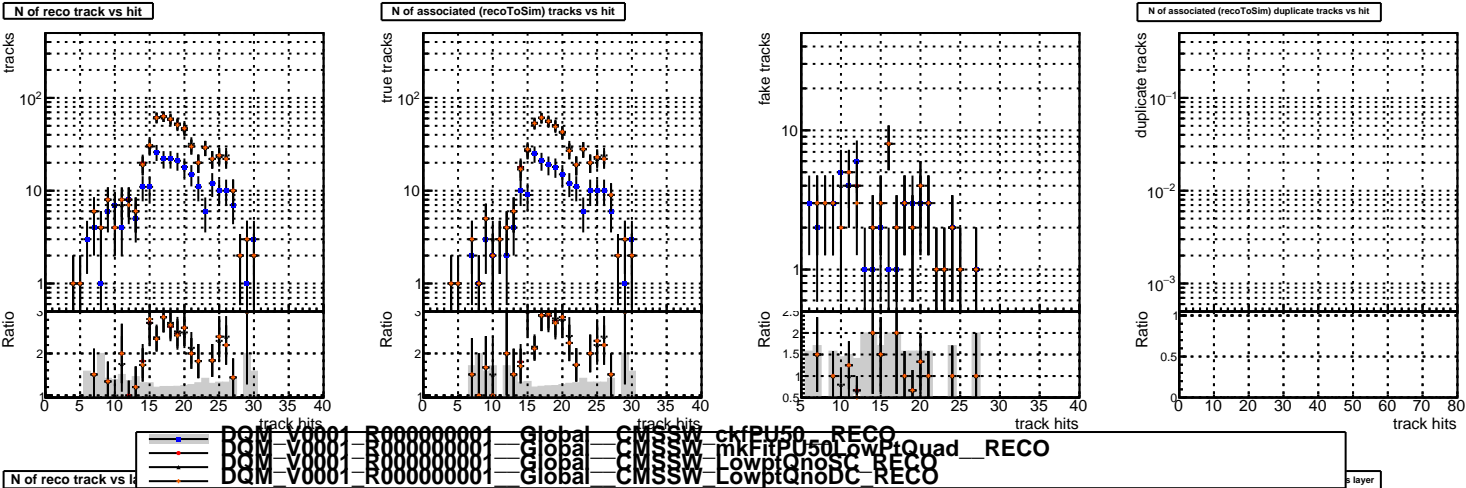 N of reco track vs hit
N of associated (recoToSim) tracks vs hit
N of associated (recoToSim) duplicate tracks vs hit
tracks
10²
10
1
Ratio
3
2
1
0 5 10 15 20 25 30 35 40
track hits
true tracks
10²
10
1
Ratio
3
2
1
0 5 10 15 20 25 30 35 40
track hits
fake tracks
10
1
Ratio
2.5
2
1.5
1
0.5
5 10 15 20 25 30 35 40
track hits
duplicate tracks
10⁻¹
10⁻²
10⁻³
Ratio
1
0.5
0
0 10 20 30 40 50 60 70 80
track hits
DQM_V0001_R000000001__Global__CMSSW_ckfPU50__RECO
DQM_V0001_R000000001__Global__CMSSW_mkFitPU50LowPtQuad__RECO
DQM_V0001_R000000001__Global__CMSSW_LowptQnoSC_RECO
DQM_V0001_R000000001__Global__CMSSW_LowptQnoDC_RECO
N of reco track vs la
s layer